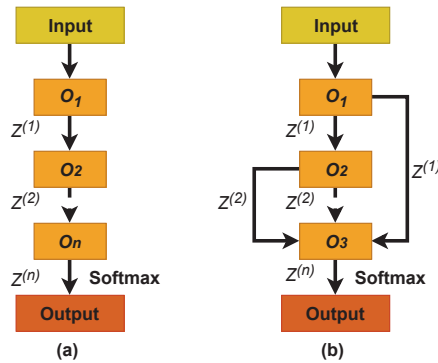 Input
O1
Z(1)
O2
Z(2)
On
Z(n)
Softmax
Output
(a)
Input
O1
Z(1)
Z(1)
O2
Z(2)
Z(2)
O3
Z(n)
Softmax
Output
(b)